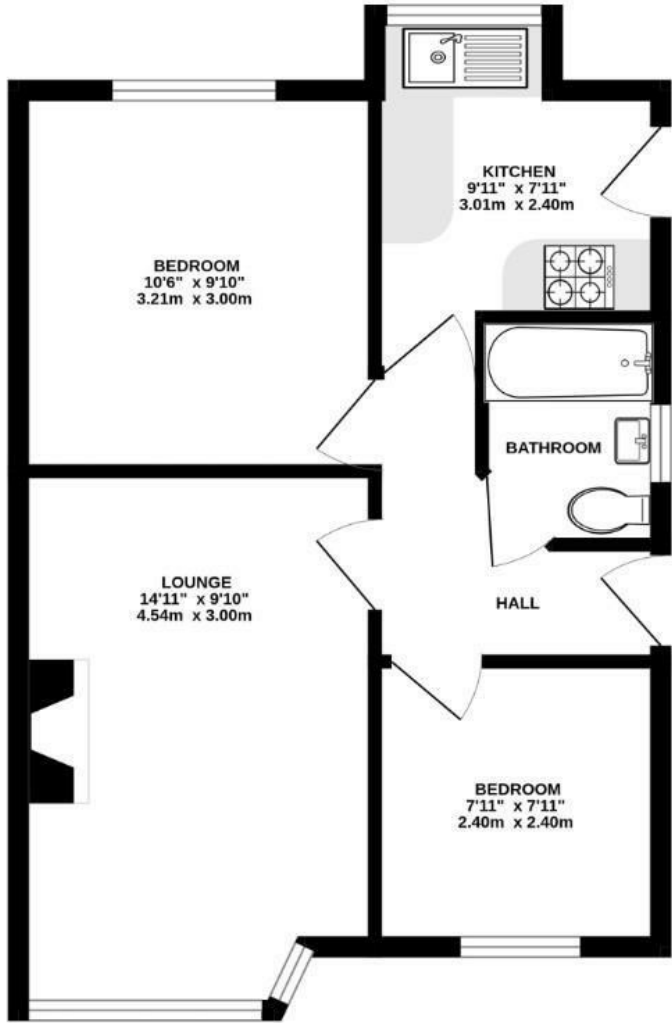 KITCHEN
9'11" x 7'11"
3.01m x 2.40m
BEDROOM
10'6" x 9'10"
3.21m x 3.00m
BATHROOM
LOUNGE
14'11" x 9'10"
4.54m x 3.00m
HALL
BEDROOM
7'11" x 7'11"
2.40m x 2.40m